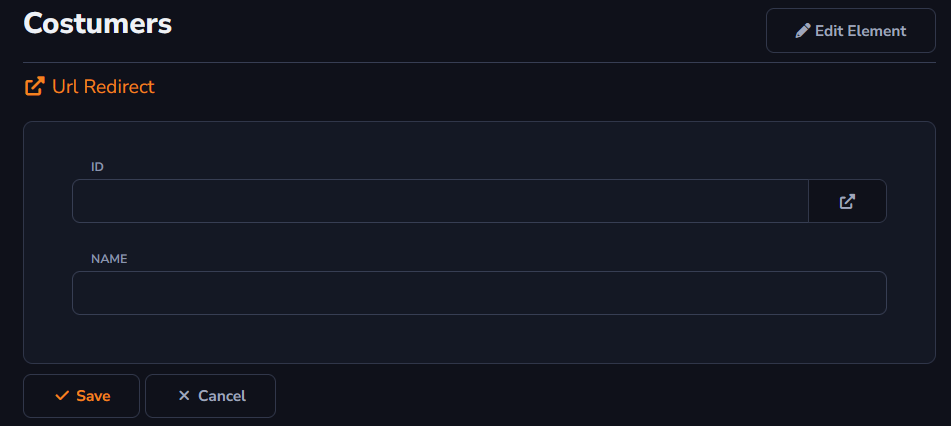 Costumers
Edit Element
Url Redirect
ID
NAME
Save
Cancel